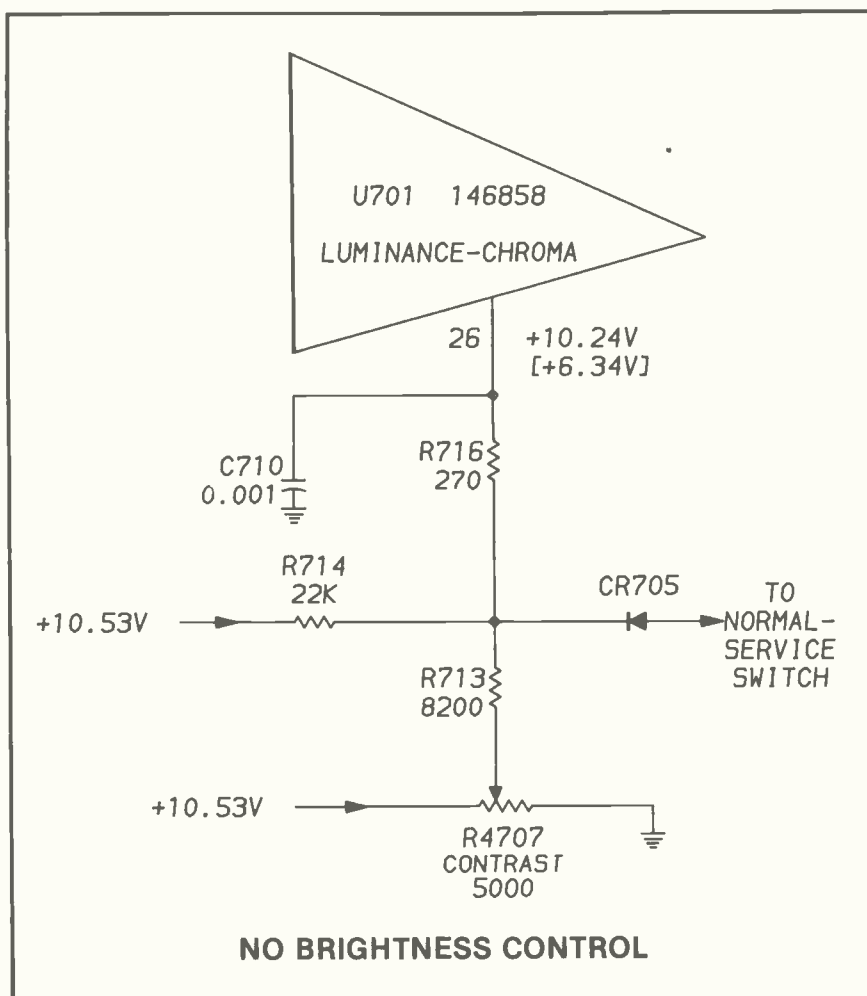 U701 146858
LUMINANCE-CHROMA
26
+10.24V
[+6.34V]
C710
0.001
R716
270
R714
22K
+10.53V
CR705
TO
NORMAL-
SERVICE
SWITCH
R713
8200
+10.53V
R4707
CONTRAST
5000
NO BRIGHTNESS CONTROL